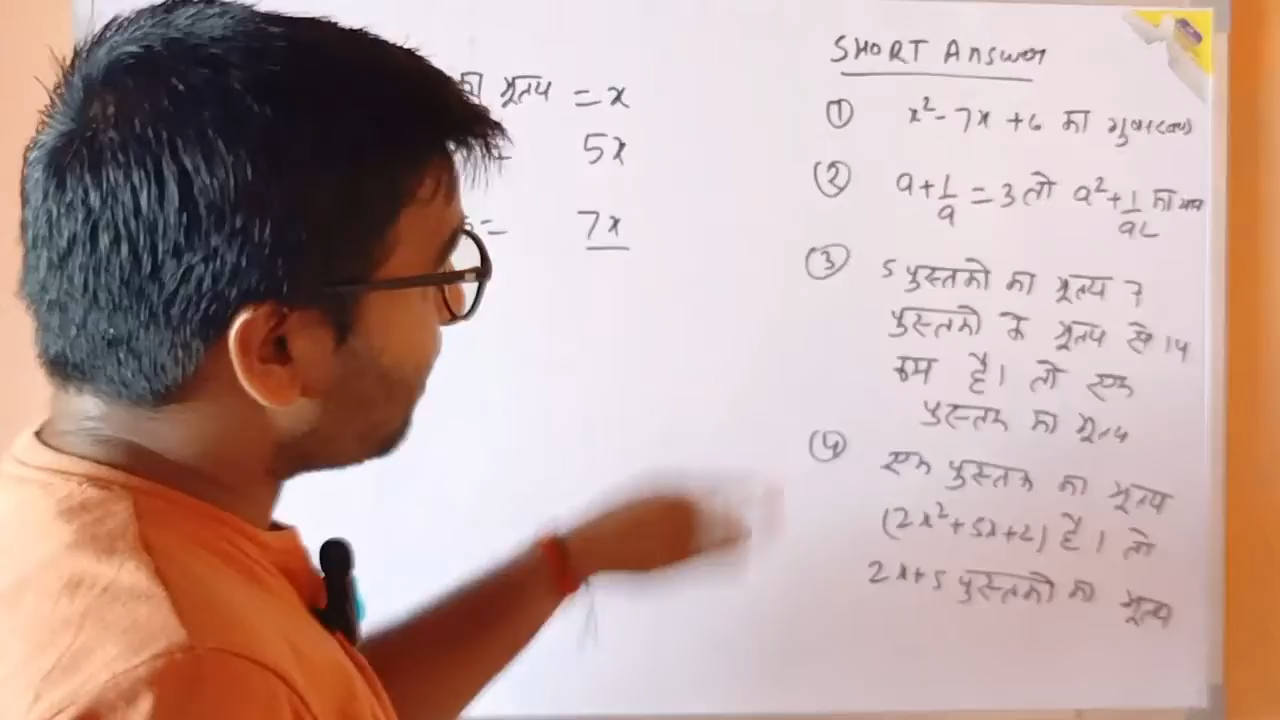 का मूल्य = x
= 5x
= 7x
SHORT Answer
① x² - 7x + 6 का गुणनखण्ड
② a + 1/a = 3 तो a² + 1/a² का मान
③ 5 पुस्तको का मूल्य 7
पुस्तको के मूल्य से 14
कम है। तो एक
पुस्तक का मूल्य
④ एक पुस्तक का मूल्य
(2x² + 5x + 2) है। तो
2x+5 पुस्तको का मूल्य